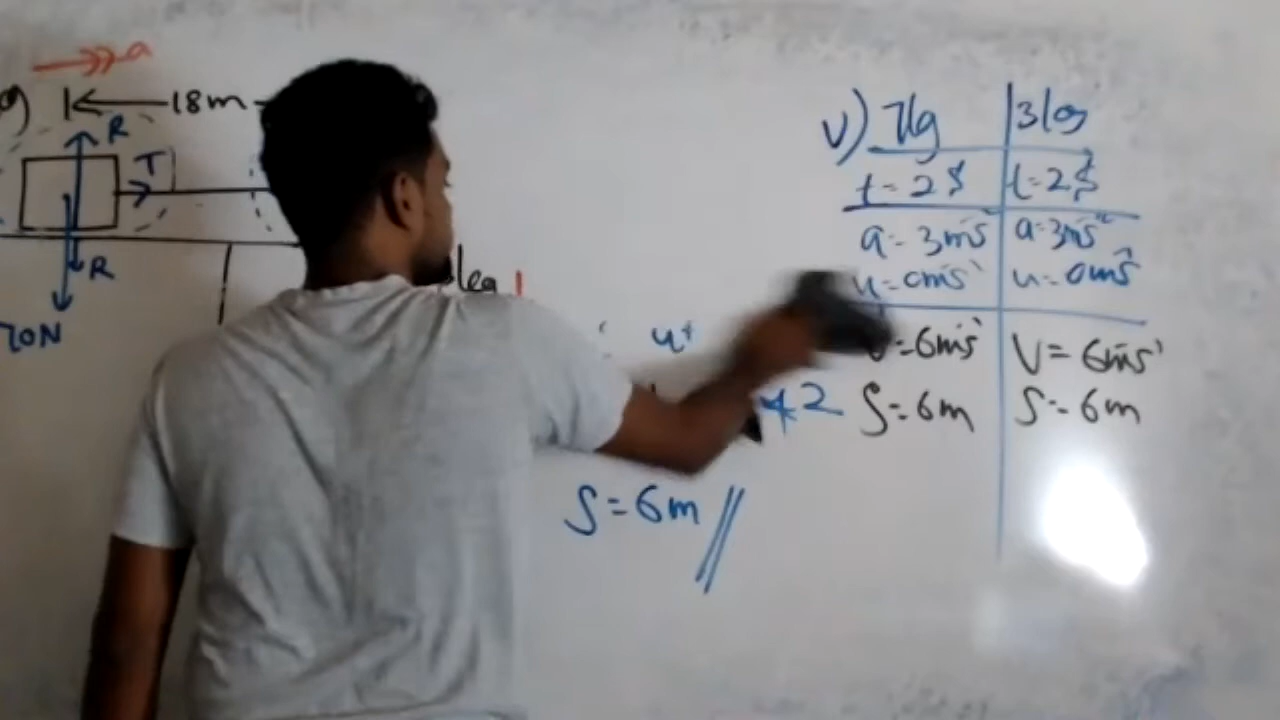 a
18m
R
T
R
70N
u+
2
S=6m
v) 7kg 3kg
t=2s t=2s
a=3ms⁻² a=3ms⁻²
u=0ms⁻¹ u=0ms⁻¹
v=6ms⁻¹ V=6ms⁻¹
S=6m S=6m